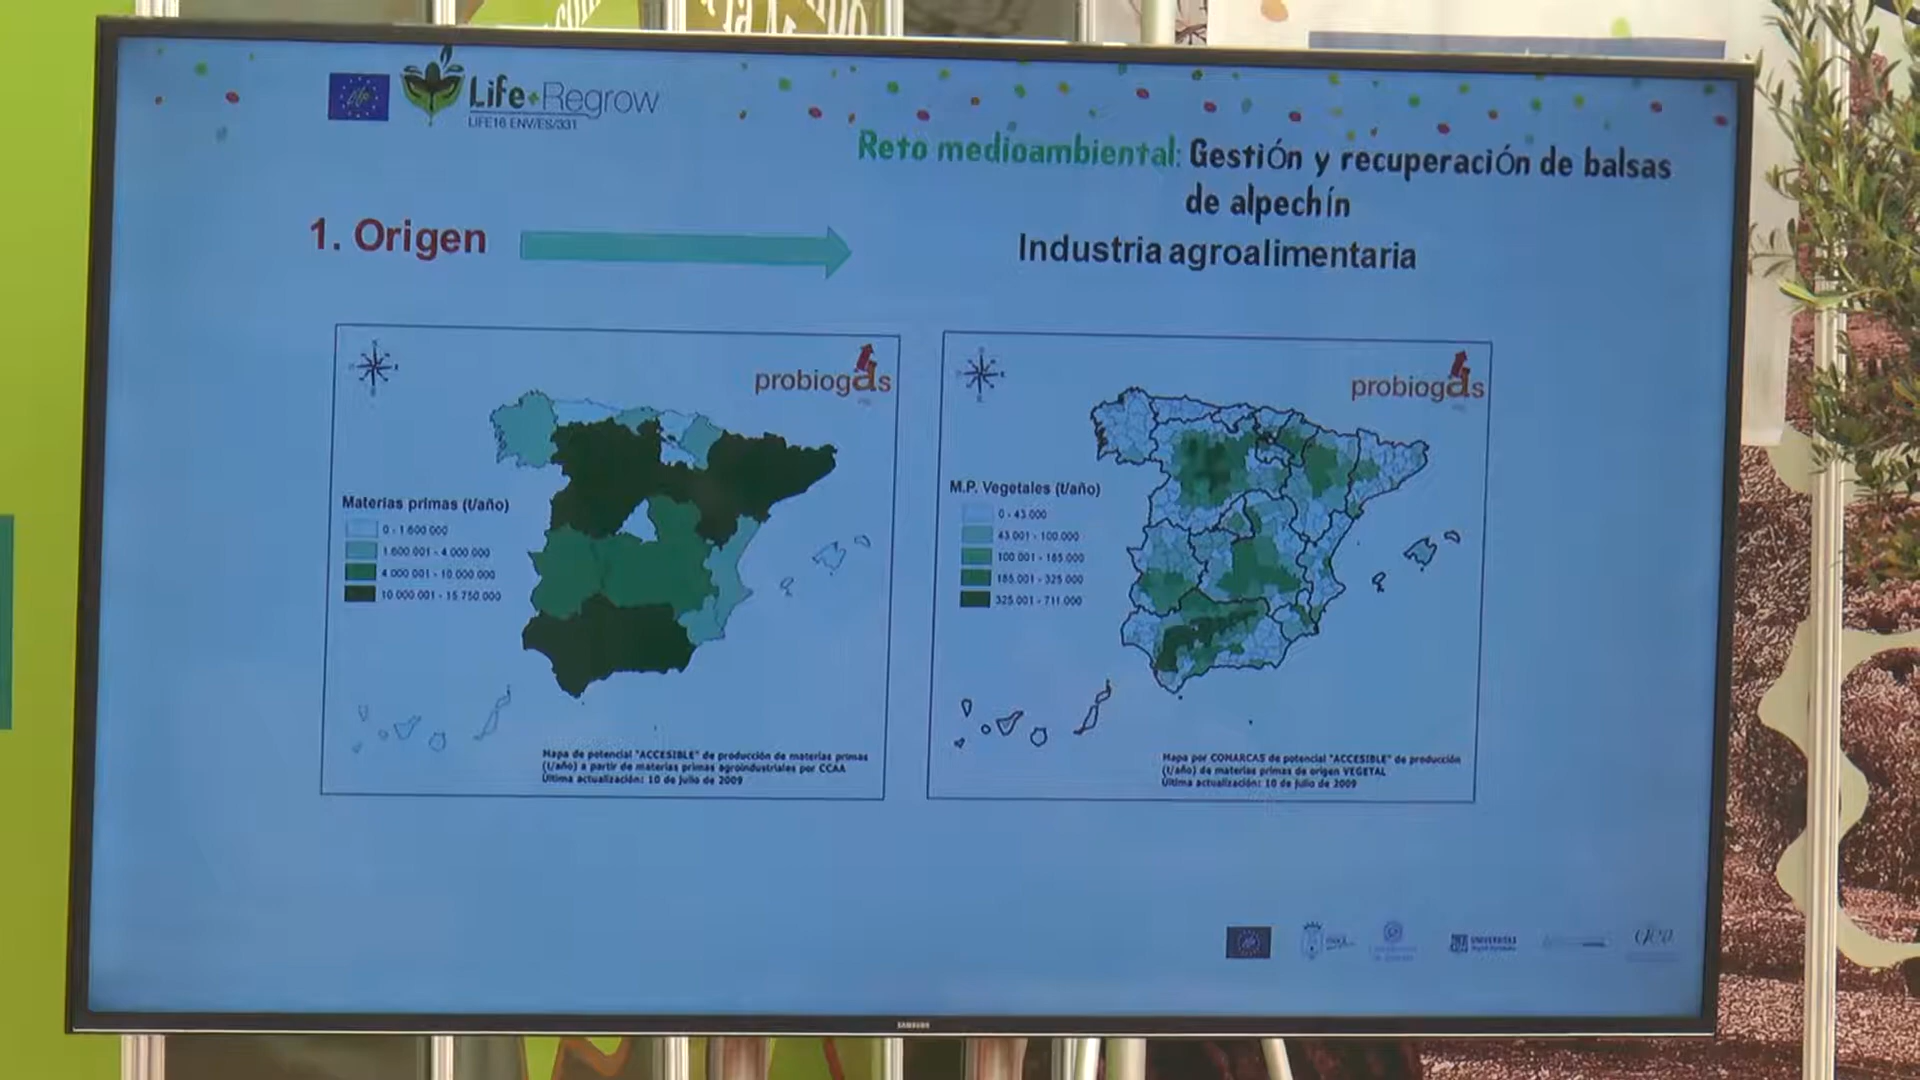 Life+Regrow
LIFE16 ENV/ES/331
Reto medioambiental: Gestión y recuperación de balsas
de alpechín
1. Origen
Industria agroalimentaria
probiogas
Materias primas (t/año)
0 - 1.600 000
1.600 001 - 4 000 000
4 000 001 - 10 000 000
10 000 001 - 15 750 000
Mapa de potencial "ACCESIBLE" de producción de materias primas
(t/año) a partir de materias primas agroindustriales por CCAA
Última actualización: 10 de julio de 2009
probiogas
M.P. Vegetales (t/año)
0 - 43.000
43 001 - 100.000
100 001 - 185 000
185 001 - 325 000
325 001 - 711 000
Mapa por COMARCAS de potencial "ACCESIBLE" de producción
(t/año) de materias primas de origen VEGETAL
Última actualización: 10 de julio de 2009
UNIVERSITAS
SAMSUNG